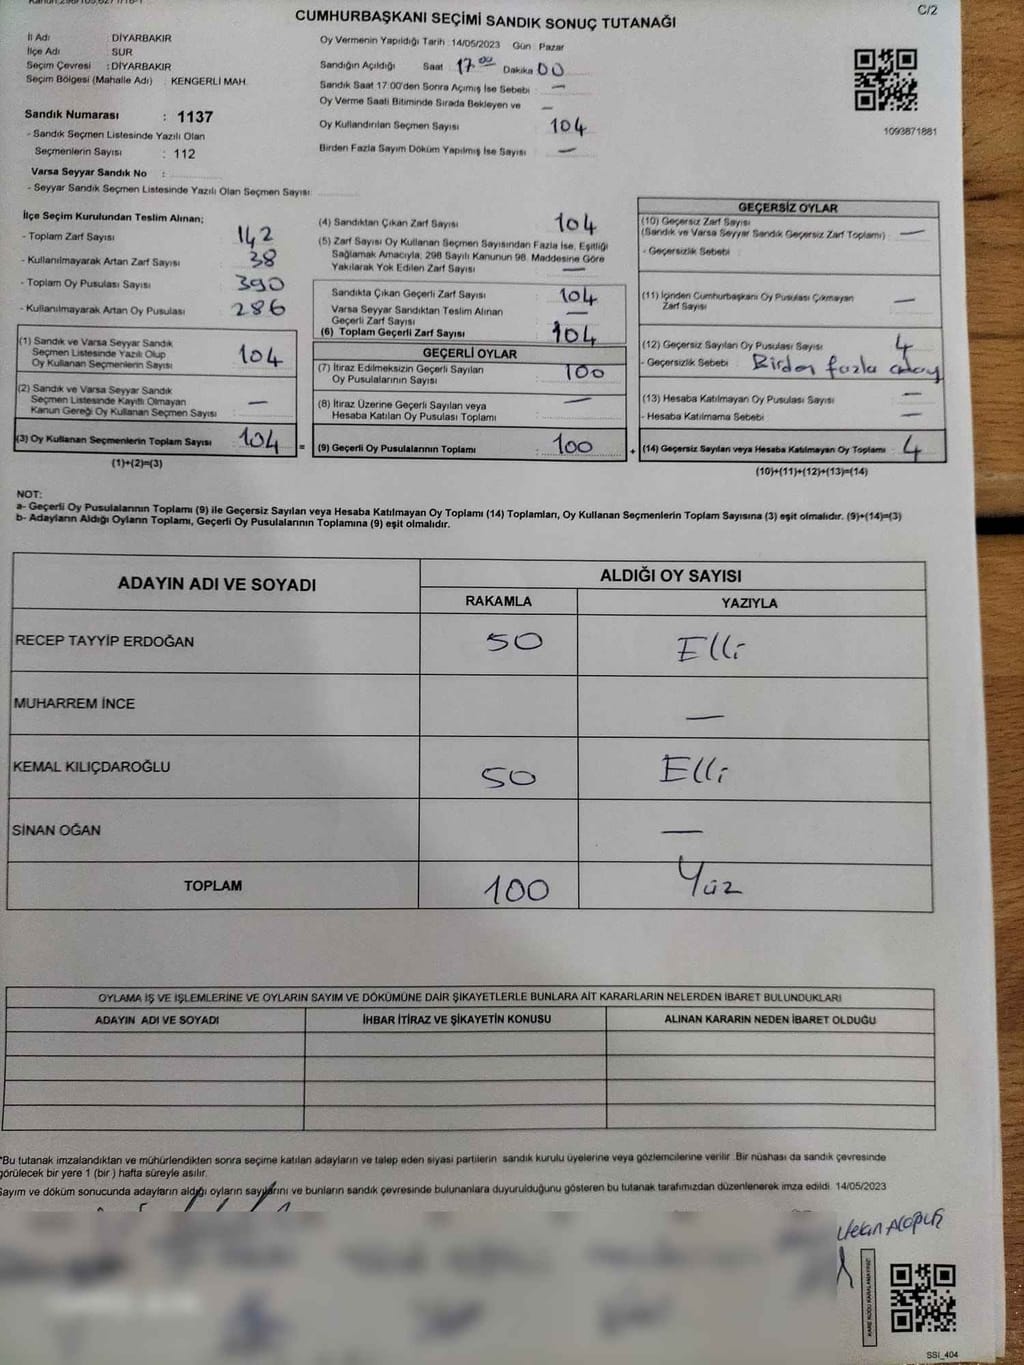 CUMHURBAŞKANI SEÇİMİ SANDIK SONUÇ TUTANAĞI
C/2
İl Adı : DİYARBAKIR
İlçe Adı : SUR
Seçim Çevresi : DİYARBAKIR
Seçim Bölgesi (Mahalle Adı) : KENGERLİ MAH.
Sandık Numarası : 1137
- Sandık Seçmen Listesinde Yazılı Olan
Seçmenlerin Sayısı : 112
Varsa Seyyar Sandık No :
- Seyyar Sandık Seçmen Listesinde Yazılı Olan Seçmen Sayısı:
Oy Vermenin Yapıldığı Tarih : 14/05/2023 Gün : Pazar
Sandığın Açıldığı Saat 17.00 Dakika 00
Sandık Saat 17:00'den Sonra Açımış İse Sebebi : —
Oy Verme Saati Bitiminde Sırada Bekleyen ve —
Oy Kullandırılan Seçmen Sayısı 104
Birden Fazla Sayım Döküm Yapılmış İse Sayısı —
1093871881
İlçe Seçim Kurulundan Teslim Alınan;
- Toplam Zarf Sayısı 142
- Kullanılmayarak Artan Zarf Sayısı 38
- Toplam Oy Pusulası Sayısı 390
- Kullanılmayarak Artan Oy Pusulası 286
(1) Sandık ve Varsa Seyyar Sandık
Seçmen Listesinde Yazılı Olup
Oy Kullanan Seçmenlerin Sayısı 104
(2) Sandık ve Varsa Seyyar Sandık
Seçmen Listesinde Kayıtlı Olmayan
Kanun Gereği Oy Kullanan Seçmen Sayısı : —
(3) Oy Kullanan Seçmenlerin Toplam Sayısı 104 =
(1)+(2)=(3)
(4) Sandıktan Çıkan Zarf Sayısı 104
(5) Zarf Sayısı Oy Kullanan Seçmen Sayısından Fazla İse, Eşitliği
Sağlamak Amacıyla, 298 Sayılı Kanunun 98. Maddesine Göre
Yakılarak Yok Edilen Zarf Sayısı —
Sandıkta Çıkan Geçerli Zarf Sayısı 104
Varsa Seyyar Sandıktan Teslim Alınan
Geçerli Zarf Sayısı —
(6) Toplam Geçerli Zarf Sayısı 104
GEÇERLİ OYLAR
(7) İtiraz Edilmeksizin Geçerli Sayılan
Oy Pusulalarının Sayısı : 100
(8) İtiraz Üzerine Geçerli Sayılan veya
Hesaba Katılan Oy Pusulası Toplamı —
(9) Geçerli Oy Pusulalarının Toplamı : 100 +
GEÇERSİZ OYLAR
(10) Geçersiz Zarf Sayısı
(Sandık ve Varsa Seyyar Sandık Geçersiz Zarf Toplamı) : —
- Geçersizlik Sebebi :
(11) İçinden Cumhurbaşkanı Oy Pusulası Çıkmayan
Zarf Sayısı : —
(12) Geçersiz Sayılan Oy Pusulası Sayısı : 4
- Geçersizlik Sebebi : Birden fazla aday
(13) Hesaba Katılmayan Oy Pusulası Sayısı : —
- Hesaba Katılmama Sebebi : —
(14) Geçersiz Sayılan veya Hesaba Katılmayan Oy Toplamı : 4
(10)+(11)+(12)+(13)=(14)
NOT:
a- Geçerli Oy Pusulalarının Toplamı (9) ile Geçersiz Sayılan veya Hesaba Katılmayan Oy Toplamı (14) Toplamları, Oy Kullanan Seçmenlerin Toplam Sayısına (3) eşit olmalıdır. (9)+(14)=(3)
b- Adayların Aldığı Oyların Toplamı, Geçerli Oy Pusulalarının Toplamına (9) eşit olmalıdır.
ADAYIN ADI VE SOYADI
ALDIĞI OY SAYISI
RAKAMLA YAZIYLA
RECEP TAYYİP ERDOĞAN 50 Elli
MUHARREM İNCE —
KEMAL KILIÇDAROĞLU 50 Elli
SİNAN OĞAN —
TOPLAM 100 Yüz
OYLAMA İŞ VE İŞLEMLERİNE VE OYLARIN SAYIM VE DÖKÜMÜNE DAİR ŞİKAYETLERLE BUNLARA AİT KARARLARIN NELERDEN İBARET BULUNDUKLARI
ADAYIN ADI VE SOYADI İHBAR İTİRAZ VE ŞİKAYETİN KONUSU ALINAN KARARIN NEDEN İBARET OLDUĞU
*Bu tutanak imzalandıktan ve mühürlendikten sonra seçime katılan adayların ve talep eden siyasi partilerin sandık kurulu üyelerine veya gözlemcilerine verilir. Bir nüshası da sandık çevresinde
görülecek bir yere 1 (bir ) hafta süreyle asılır.
Sayım ve döküm sonucunda adayların aldığı oyların sayılarını ve bunların sandık çevresinde bulunanlara duyurulduğunu gösteren bu tutanak tarafımızdan düzenlenerek imza edildi. 14/05/2023
SSİ_404